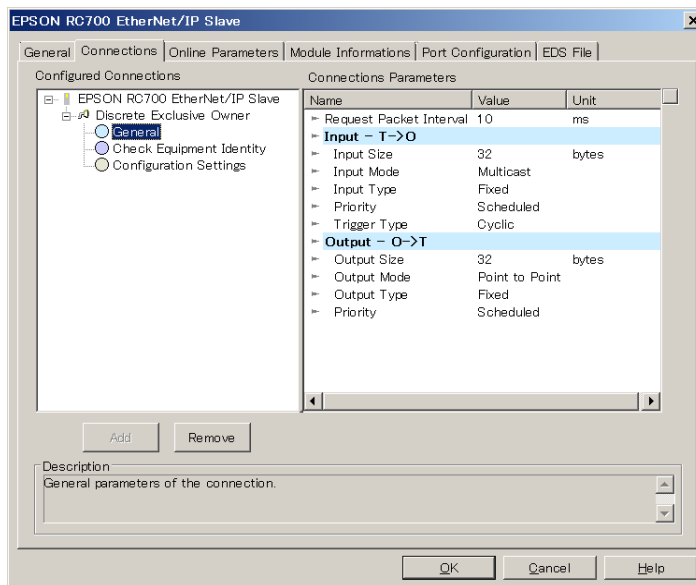 EPSON RC700 EtherNet/IP Slave
General Connections Online Parameters Module Informations Port Configuration EDS File
Configured Connections
EPSON RC700 EtherNet/IP Slave
Discrete Exclusive Owner
General
Check Equipment Identity
Configuration Settings
Connections Parameters
Name Value Unit
Request Packet Interval 10 ms
Input - T->O
Input Size 32 bytes
Input Mode Multicast
Input Type Fixed
Priority Scheduled
Trigger Type Cyclic
Output - O->T
Output Size 32 bytes
Output Mode Point to Point
Output Type Fixed
Priority Scheduled
Add Remove
Description
General parameters of the connection.
OK Cancel Help